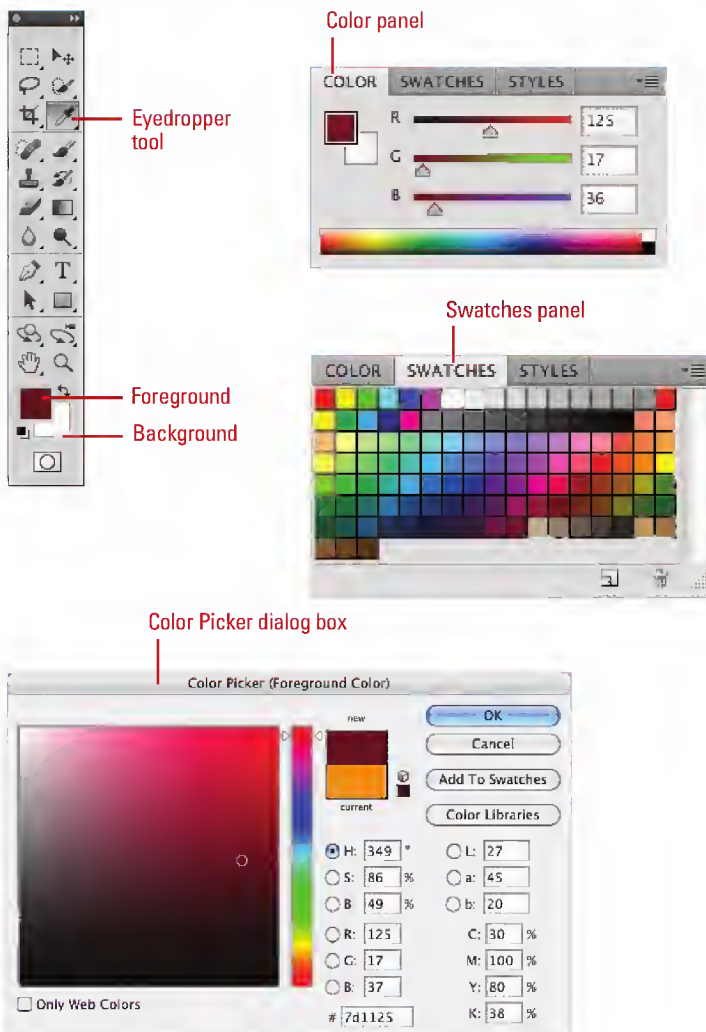 Color panel
COLOR SWATCHES STYLES
R 125
G 17
B 36
Eyedropper
tool
T
Foreground
Background
Swatches panel
COLOR SWATCHES STYLES
Color Picker dialog box
Color Picker (Foreground Color)
new
current
OK
Cancel
Add To Swatches
Color Libraries
H: 349 ° L: 27
S: 86 % a: 45
B 49 % b: 20
R: 125 C: 30 %
G: 17 M: 100 %
B: 37 Y: 80 %
# 7d1125 K: 38 %
Only Web Colors